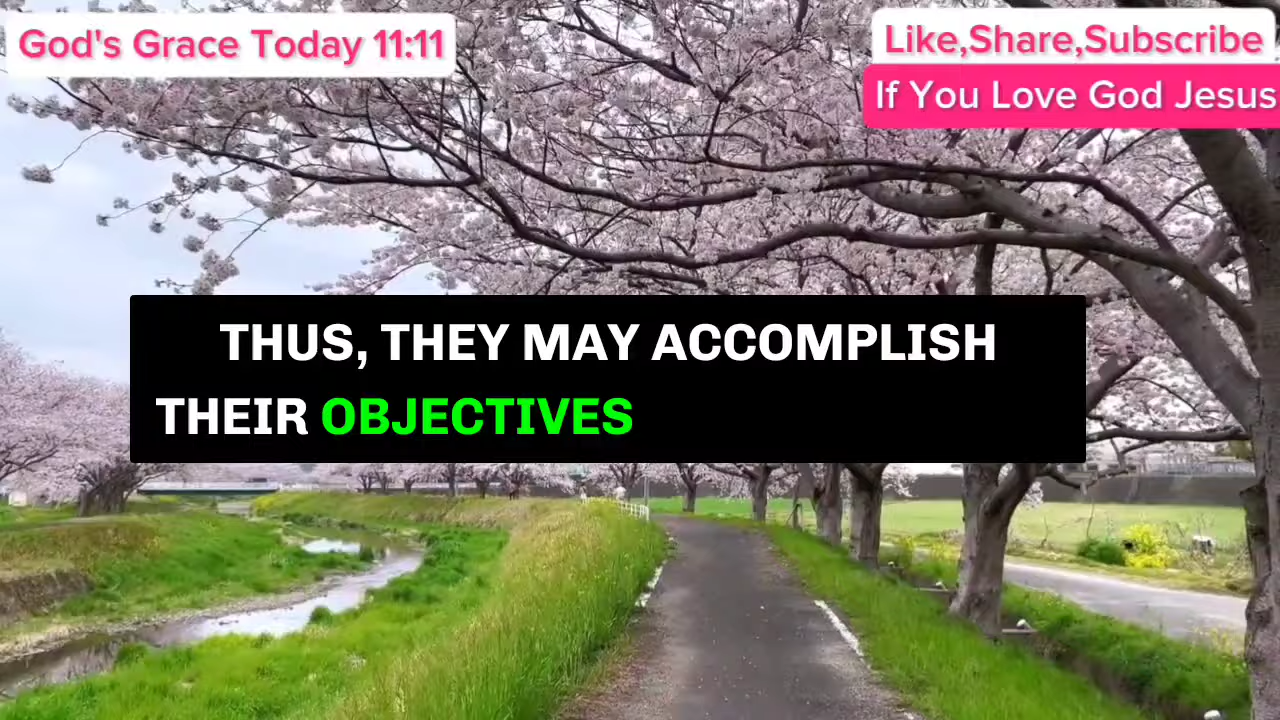 God's Grace Today 11:11
Like,Share,Subscribe
If You Love God Jesus
THUS, THEY MAY ACCOMPLISH
THEIR OBJECTIVES